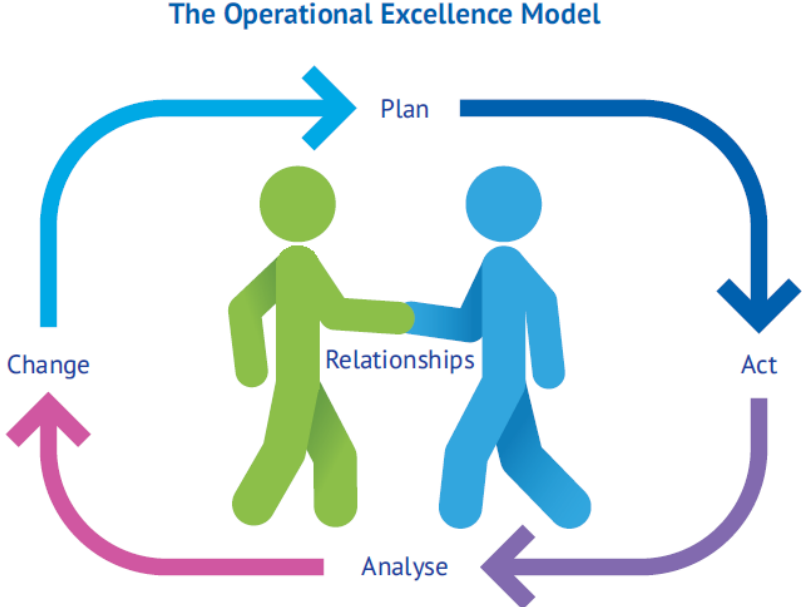 The Operational Excellence Model
Plan
Relationships
Change
Act
Analyse